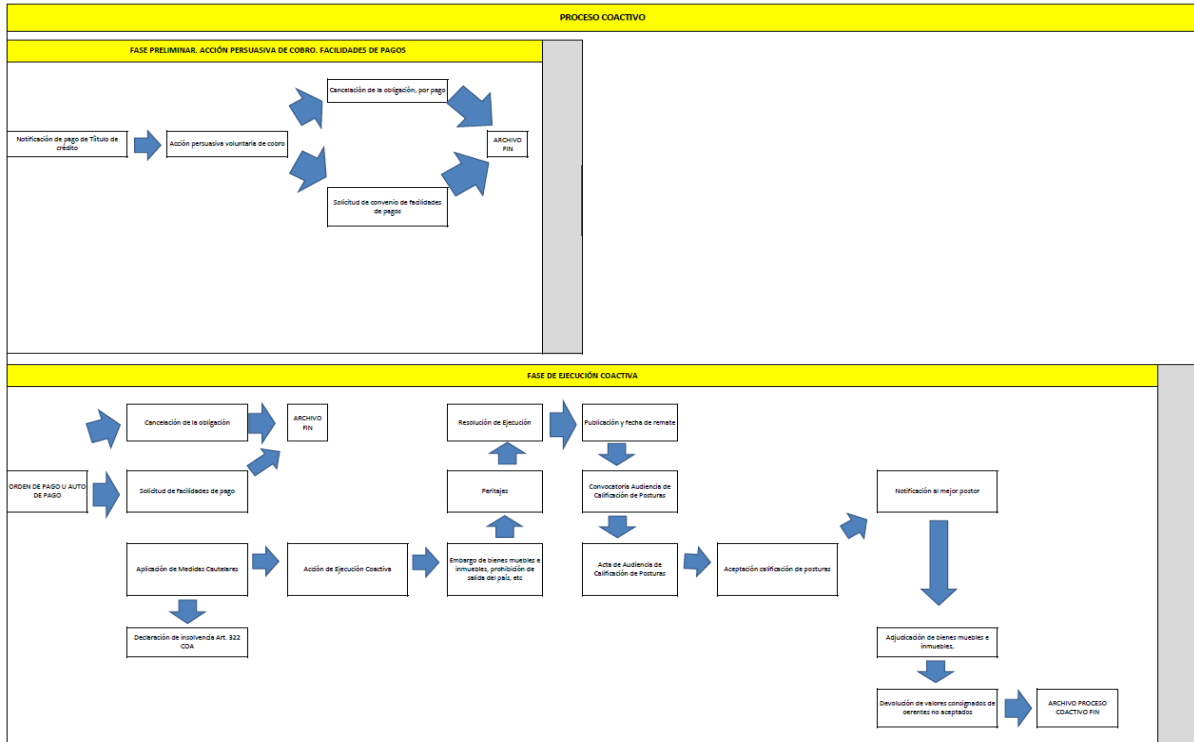 PROCESO COACTIVO
FASE PRELIMINAR. ACCIÓN PERSUASIVA DE COBRO. FACILIDADES DE PAGOS
Cancelación de la obligación, por pago
Notificación de pago de Título de
crédito
Acción persuasiva voluntaria de cobro
ARCHIVO
FIN
Solicitud de convenio de facilidades
de pagos
FASE DE EJECUCIÓN COACTIVA
Cancelación de la obligación
ARCHIVO
FIN
Resolución de Ejecución
Publicación y fecha de remate
ORDEN DE PAGO U AUTO
DE PAGO
Solicitud de facilidades de pago
Peritajes
Convocatoria Audiencia de
Calificación de Posturas
Notificación al mejor postor
Aplicación de Medidas Cautelares
Acción de Ejecución Coactiva
Embargo de bienes muebles e
inmuebles, prohibición de
salida del país, etc
Acta de Audiencia de
Calificación de Posturas
Aceptación calificación de posturas
Declaración de insolvencia Art. 322
COA
Adjudicación de bienes muebles e
inmuebles,
Devolución de valores consignados de
oerentes no aceptados
ARCHIVO PROCESO
COACTIVO FIN